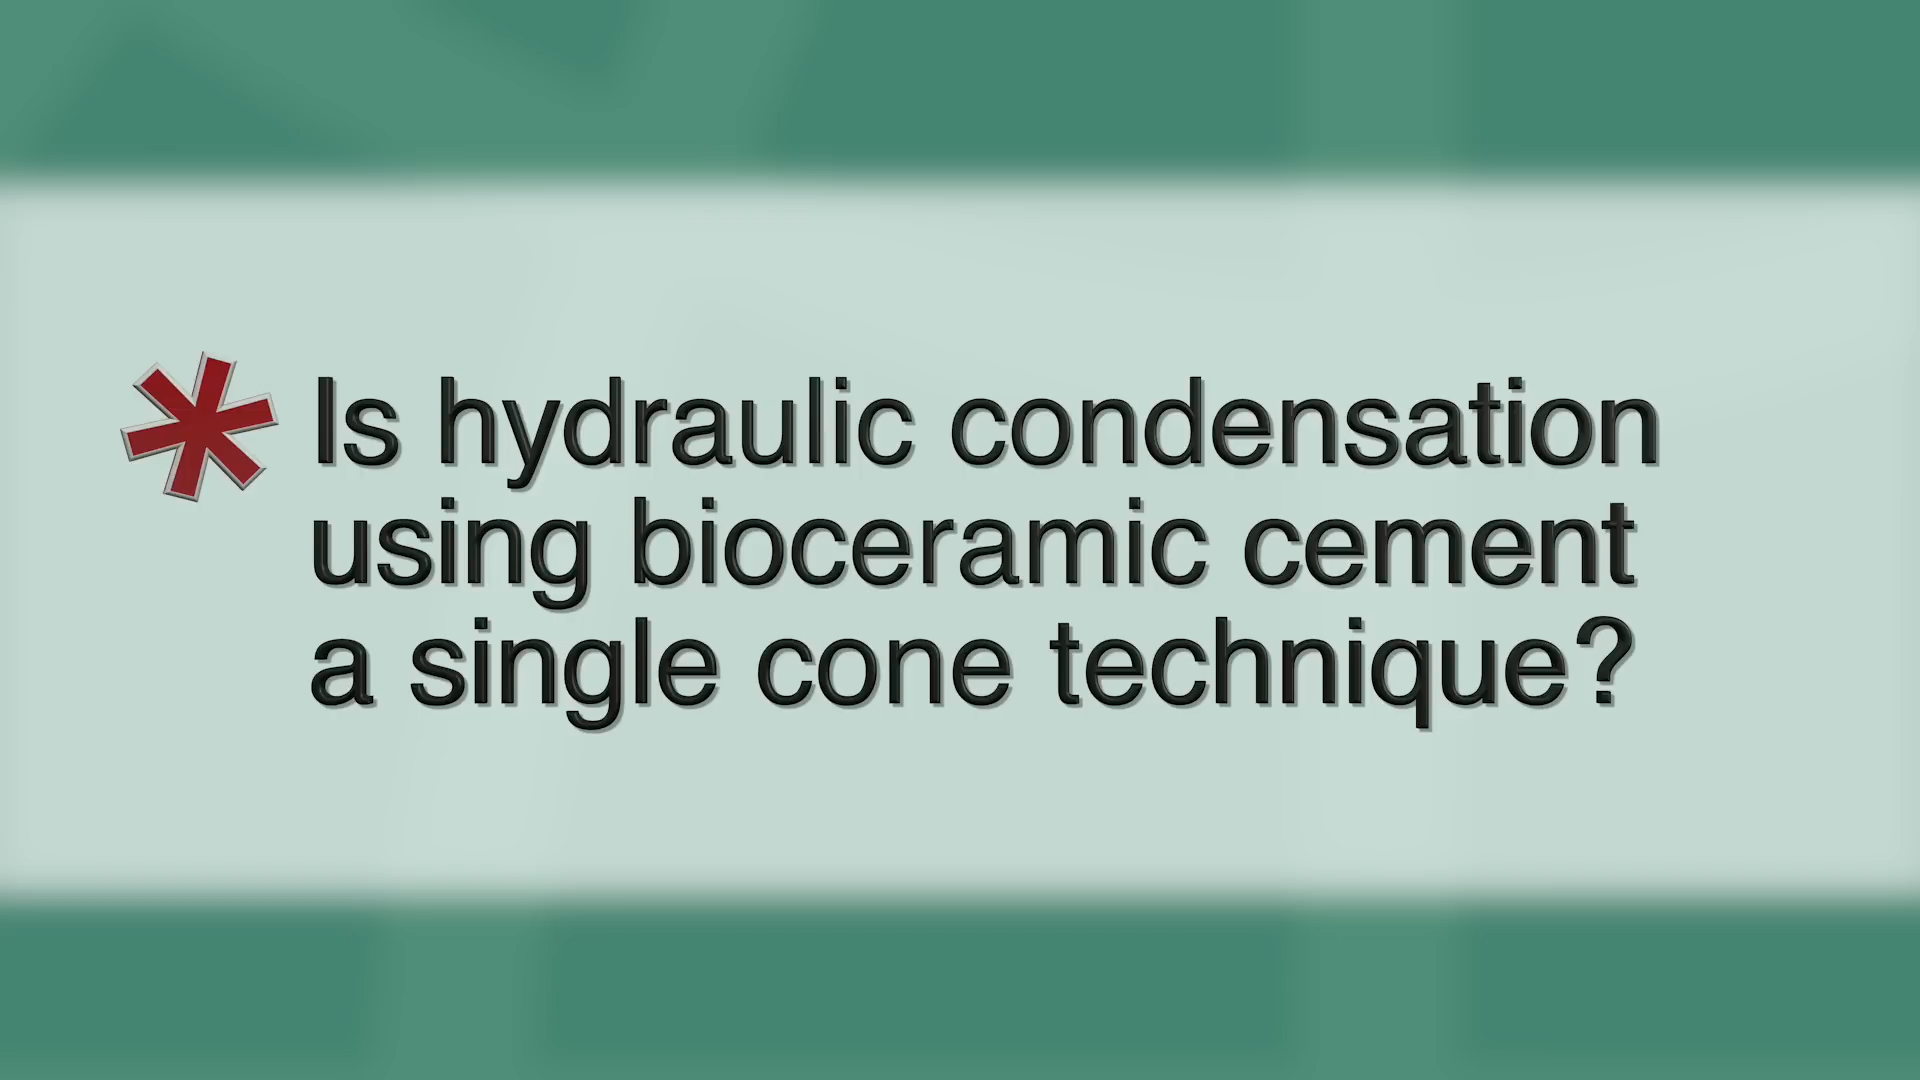 * Is hydraulic condensation
using bioceramic cement
a single cone technique?